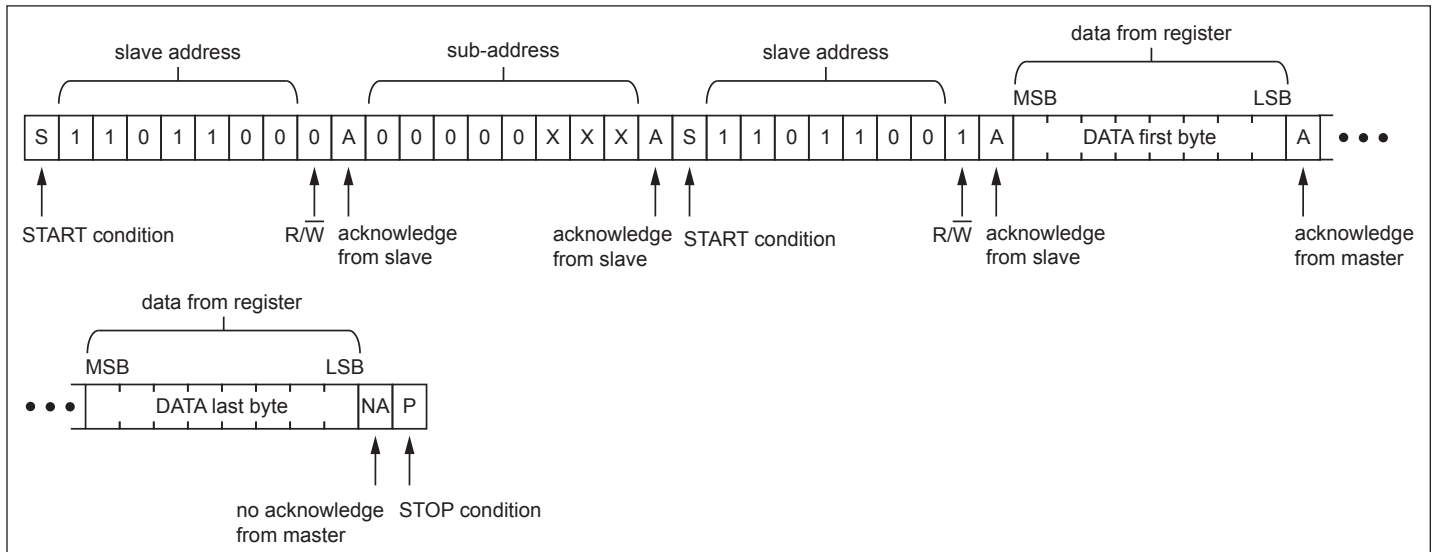 data from register
slave address sub-address slave address
MSB LSB
S 1 1 0 1 1 0 0 0 A 0 0 0 0 0 X X X A S 1 1 0 1 1 0 0 1 A DATA first byte A •••
START condition R/W̅ acknowledge from slave acknowledge from slave START condition R/W̅ acknowledge from slave acknowledge from master
data from register
MSB LSB
••• DATA last byte NA P
no acknowledge from master STOP condition